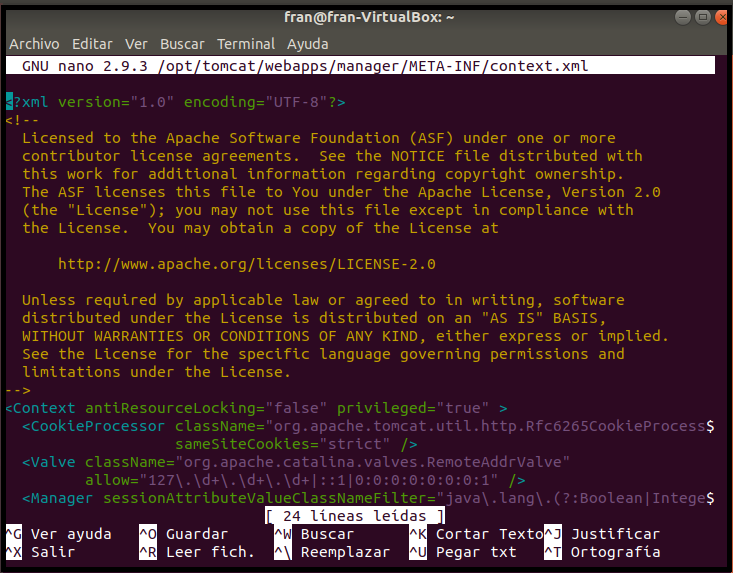 fran@fran-VirtualBox: ~
Archivo Editar Ver Buscar Terminal Ayuda
GNU nano 2.9.3 /opt/tomcat/webapps/manager/META-INF/context.xml
<?xml version="1.0" encoding="UTF-8"?>
<!--
  Licensed to the Apache Software Foundation (ASF) under one or more
  contributor license agreements.  See the NOTICE file distributed with
  this work for additional information regarding copyright ownership.
  The ASF licenses this file to You under the Apache License, Version 2.0
  (the "License"); you may not use this file except in compliance with
  the License.  You may obtain a copy of the License at
      http://www.apache.org/licenses/LICENSE-2.0
  Unless required by applicable law or agreed to in writing, software
  distributed under the License is distributed on an "AS IS" BASIS,
  WITHOUT WARRANTIES OR CONDITIONS OF ANY KIND, either express or implied.
  See the License for the specific language governing permissions and
  limitations under the License.
-->
<Context antiResourceLocking="false" privileged="true" >
  <CookieProcessor className="org.apache.tomcat.util.http.Rfc6265CookieProcess$
                   sameSiteCookies="strict" />
  <Valve className="org.apache.catalina.valves.RemoteAddrValve"
         allow="127\.\d+\.\d+\.\d+|::1|0:0:0:0:0:0:0:1" />
  <Manager sessionAttributeValueClassNameFilter="java\.lang\.(?:Boolean|Intege$
[ 24 líneas leídas ]
^G Ver ayuda ^O Guardar ^W Buscar ^K Cortar Texto ^J Justificar
^X Salir ^R Leer fich. ^\ Reemplazar ^U Pegar txt ^T Ortografía